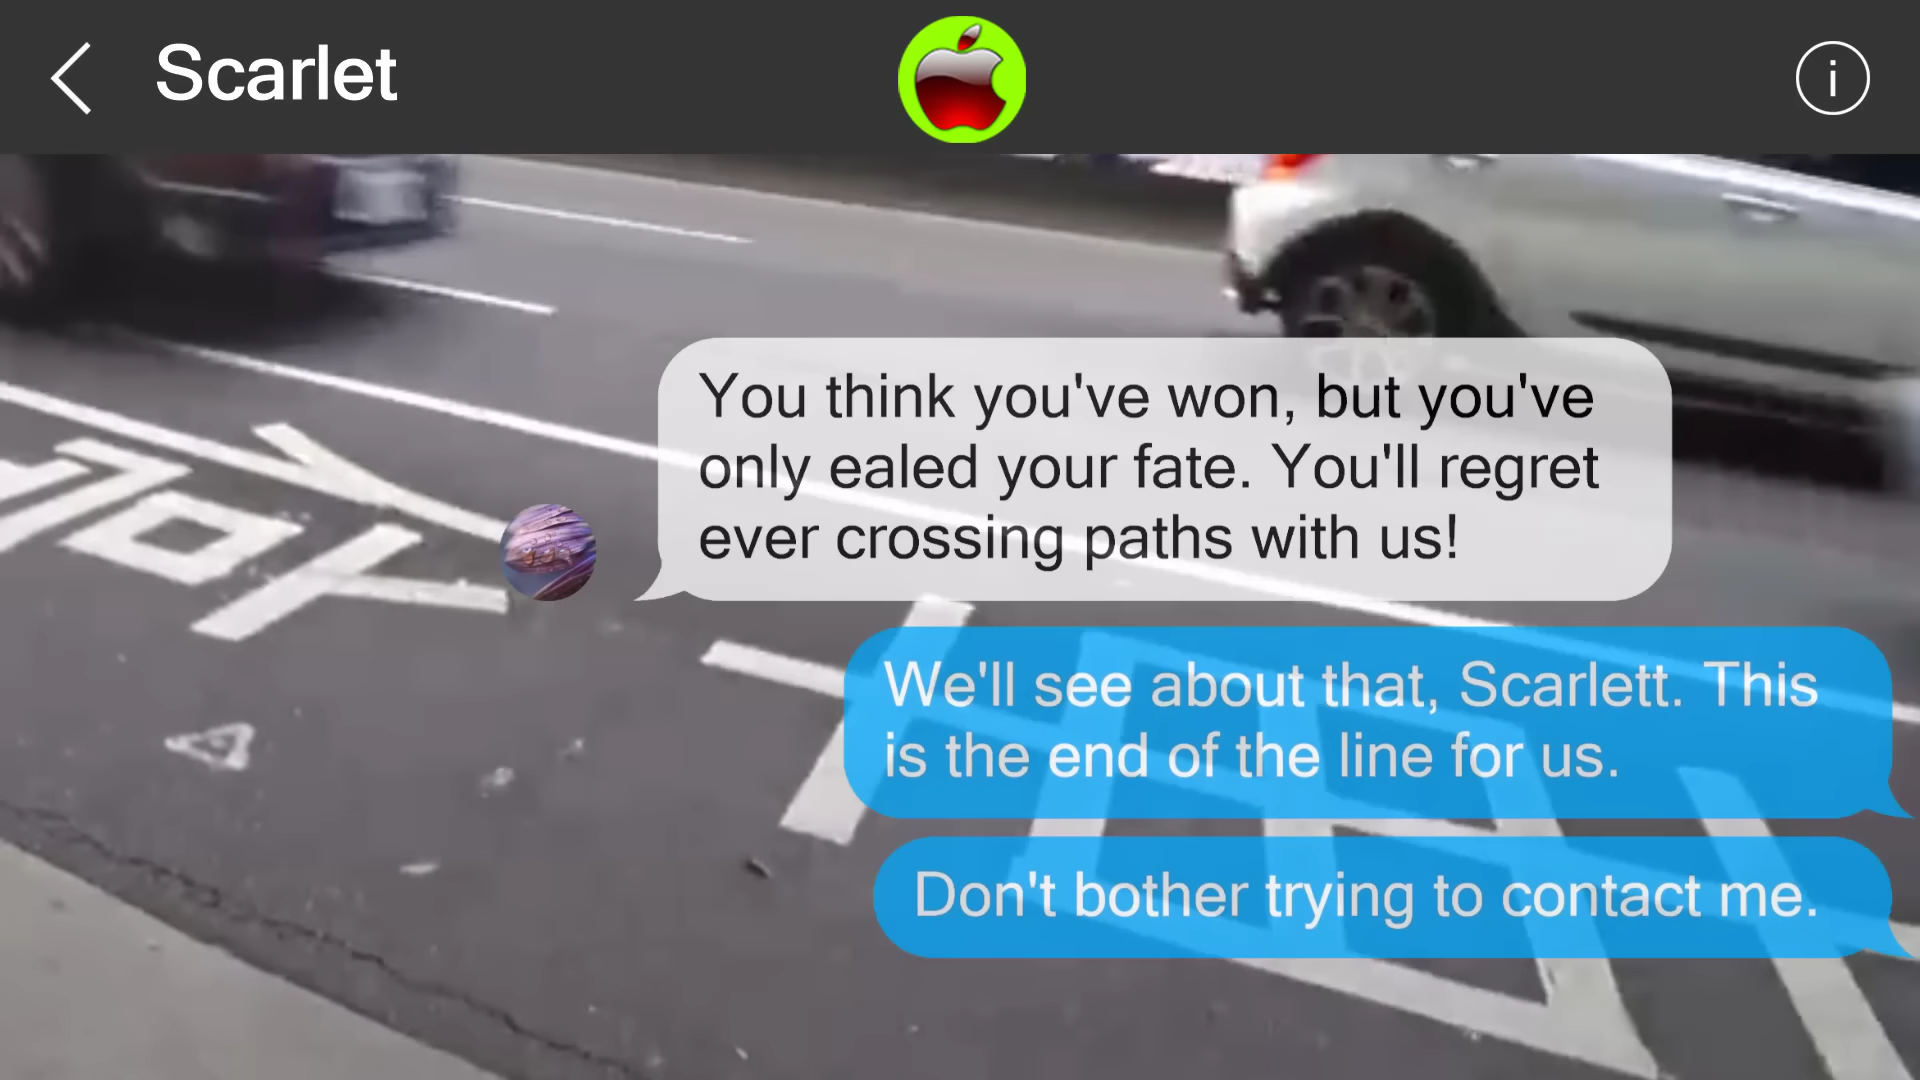 Scarlet
You think you've won, but you've
only ealed your fate. You'll regret
ever crossing paths with us!
We'll see about that, Scarlett. This
is the end of the line for us.
Don't bother trying to contact me.